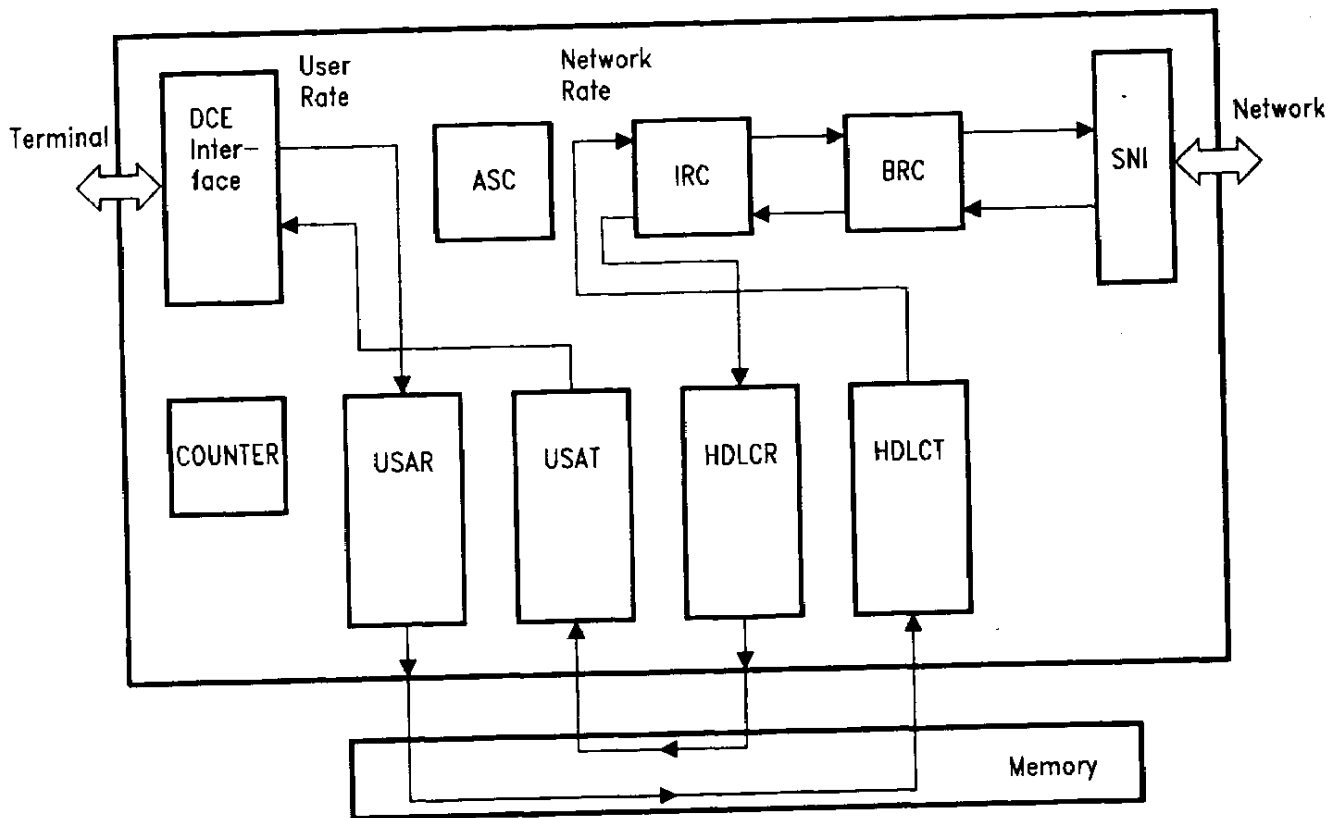 User
Rate
Network
Rate
Terminal
DCE
Inter-
face
ASC
IRC
BRC
SNI
Network
COUNTER
USAR
USAT
HDLCR
HDLCT
Memory